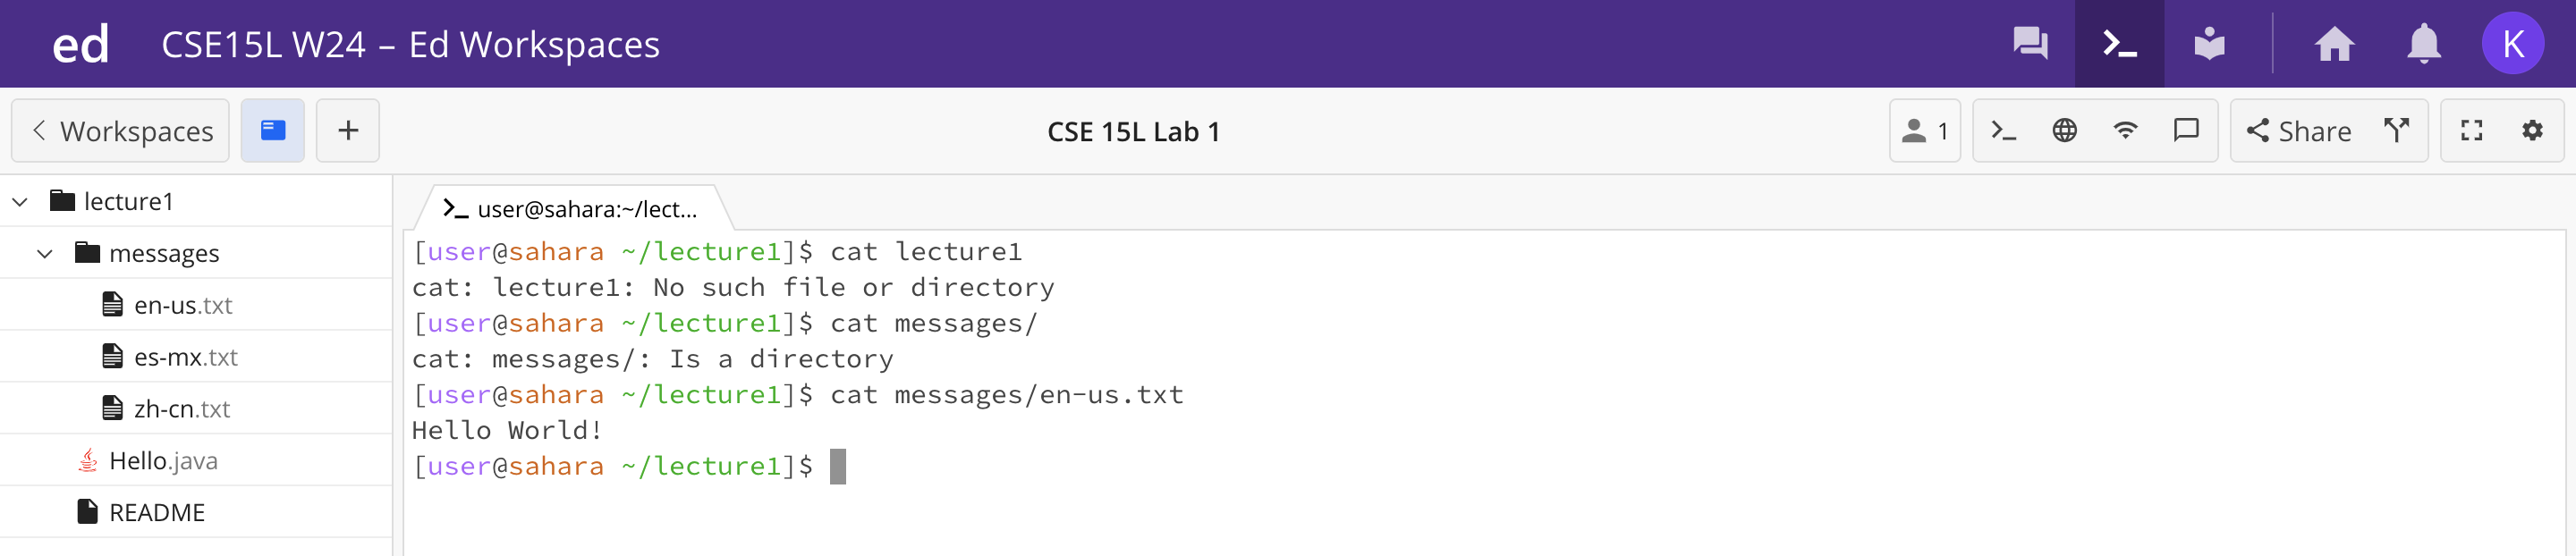 ed CSE15L W24 – Ed Workspaces K
Workspaces + CSE 15L Lab 1 1 Share
lecture1
messages
en-us.txt
es-mx.txt
zh-cn.txt
Hello.java
README
user@sahara:~/lect...
[user@sahara ~/lecture1]$ cat lecture1
cat: lecture1: No such file or directory
[user@sahara ~/lecture1]$ cat messages/
cat: messages/: Is a directory
[user@sahara ~/lecture1]$ cat messages/en-us.txt
Hello World!
[user@sahara ~/lecture1]$